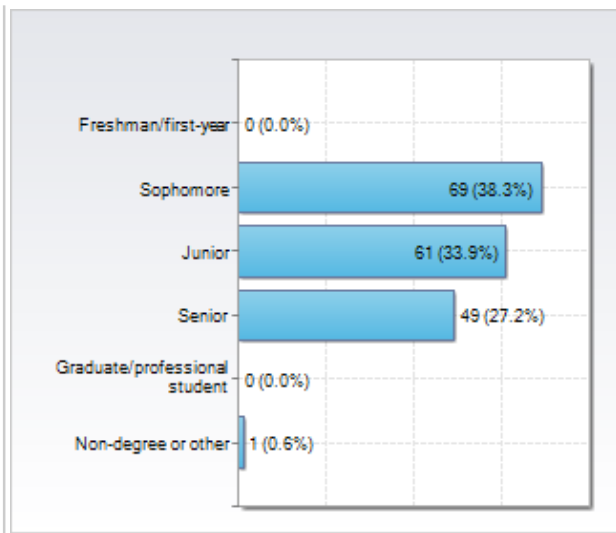 Freshman/first-year 0 (0.0%)
Sophomore 69 (38.3%)
Junior 61 (33.9%)
Senior 49 (27.2%)
Graduate/professional
student 0 (0.0%)
Non-degree or other 1 (0.6%)